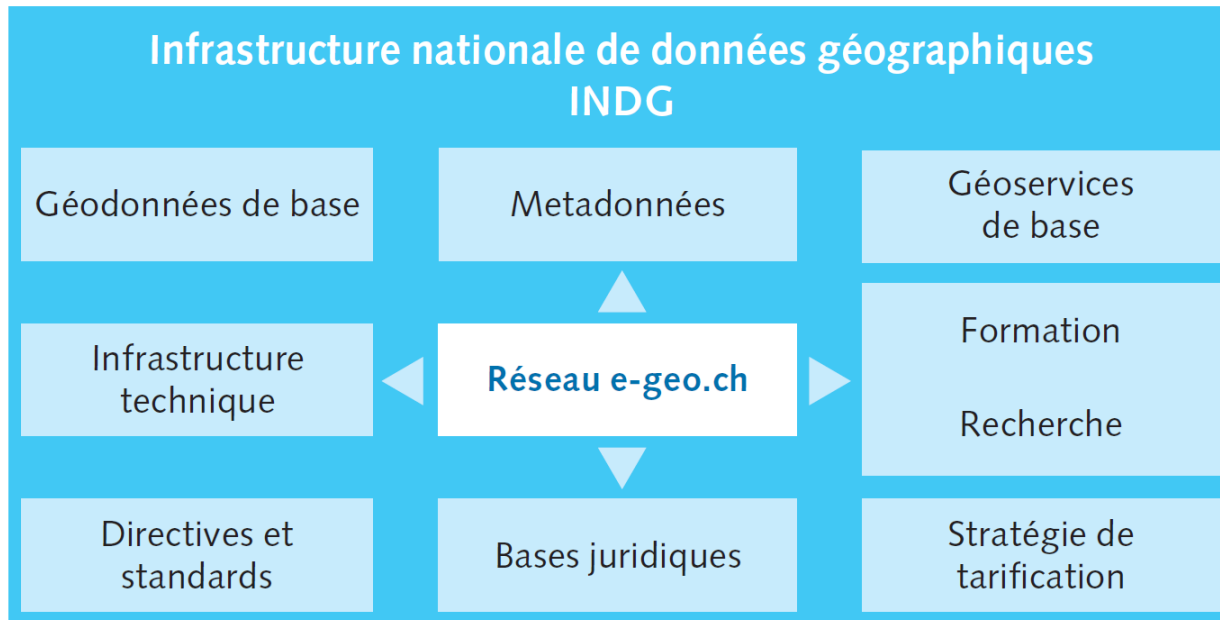 Infrastructure nationale de données géographiques
INDG
Géodonnées de base
Metadonnées
Géoservices
de base
Infrastructure
technique
Réseau e-geo.ch
Formation
Recherche
Directives et
standards
Bases juridiques
Stratégie de
tarification